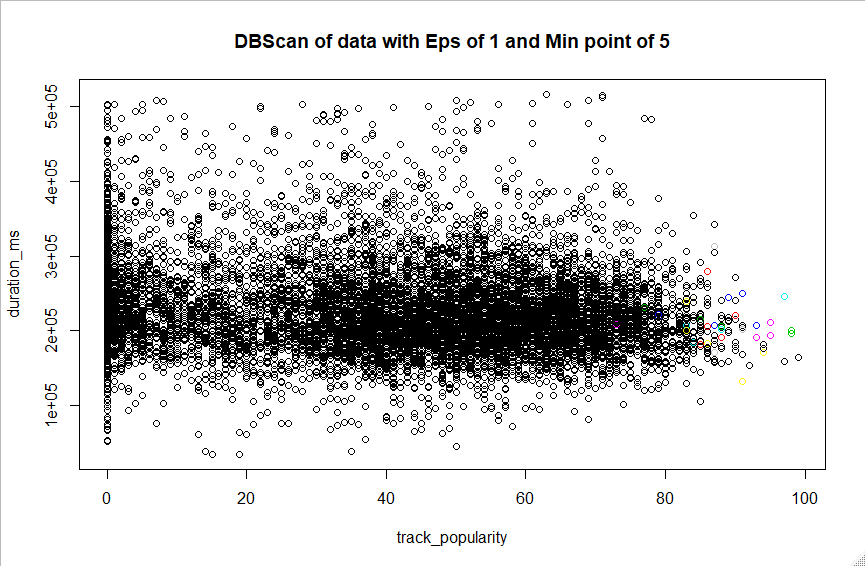 DBScan of data with Eps of 1 and Min point of 5
duration_ms
5e+05
4e+05
3e+05
2e+05
1e+05
0 20 40 60 80 100
track_popularity